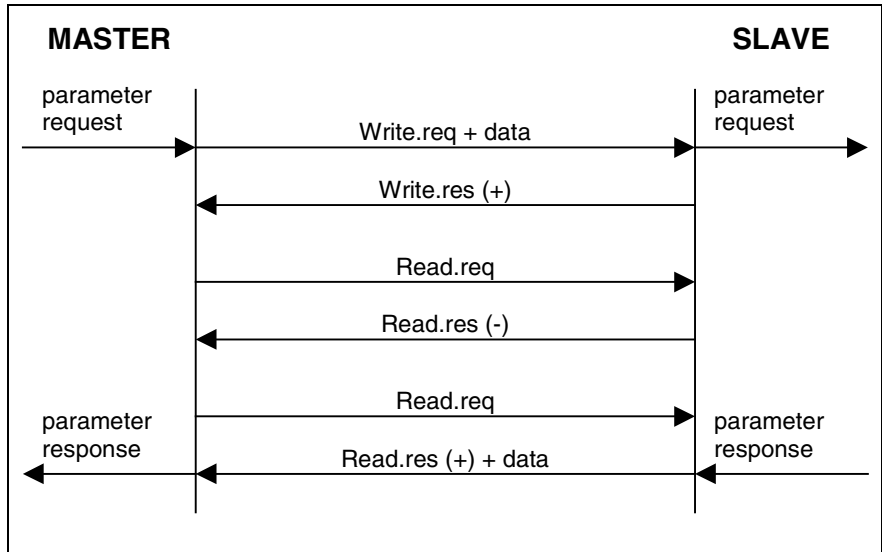 MASTER
SLAVE
parameter
request
parameter
request
Write.req + data
Write.res (+)
Read.req
Read.res (-)
Read.req
parameter
response
parameter
response
Read.res (+) + data